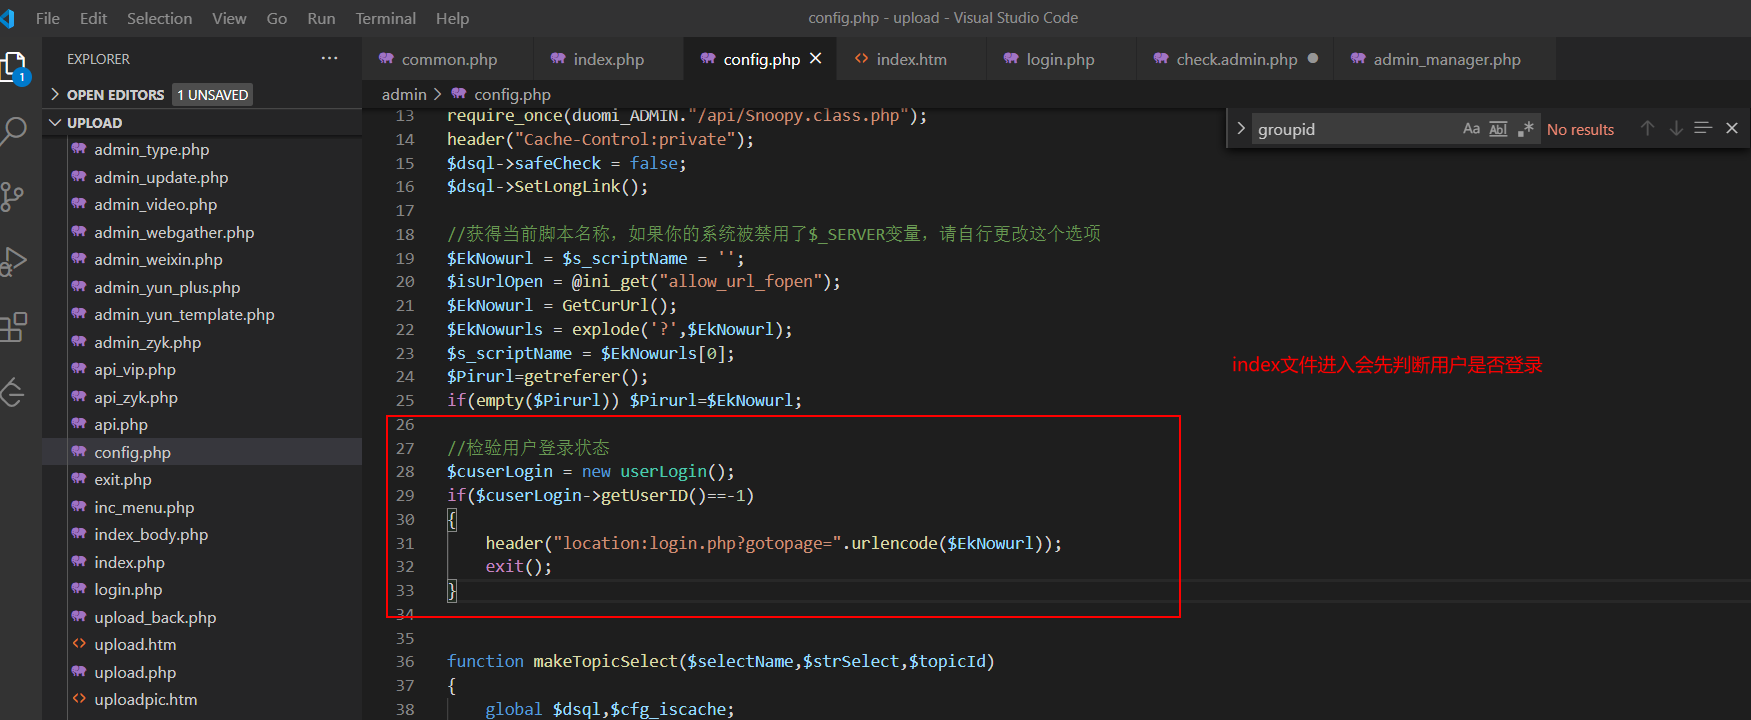 File Edit Selection View Go Run Terminal Help
config.php - upload - Visual Studio Code
1
EXPLORER ···
OPEN EDITORS 1 UNSAVED
UPLOAD
admin_type.php
admin_update.php
admin_video.php
admin_webgather.php
admin_weixin.php
admin_yun_plus.php
admin_yun_template.php
admin_zyk.php
api_vip.php
api_zyk.php
api.php
config.php
exit.php
inc_menu.php
index_body.php
index.php
login.php
upload_back.php
upload.htm
upload.php
uploadpic.htm
common.php index.php config.php index.htm login.php check.admin.php admin_manager.php
admin > config.php
groupid Aa Abl .* No results
13 require_once(duomi_ADMIN."/api/Snoopy.class.php");
14 header("Cache-Control:private");
15 $dsql->safeCheck = false;
16 $dsql->SetLongLink();
17
18 //获得当前脚本名称，如果你的系统被禁用了$_SERVER变量，请自行更改这个选项
19 $EkNowurl = $s_scriptName = '';
20 $isUrlOpen = @ini_get("allow_url_fopen");
21 $EkNowurl = GetCurUrl();
22 $EkNowurls = explode('?',$EkNowurl);
23 $s_scriptName = $EkNowurls[0];
24 $Pirurl=getreferer();
25 if(empty($Pirurl)) $Pirurl=$EkNowurl;
26
27 //检验用户登录状态
28 $cuserLogin = new userLogin();
29 if($cuserLogin->getUserID()==-1)
30 {
31 header("location:login.php?gotopage=".urlencode($EkNowurl));
32 exit();
33 }
34
35
36 function makeTopicSelect($selectName,$strSelect,$topicId)
37 {
38 global $dsql,$cfg_iscache;
index文件进入会先判断用户是否登录